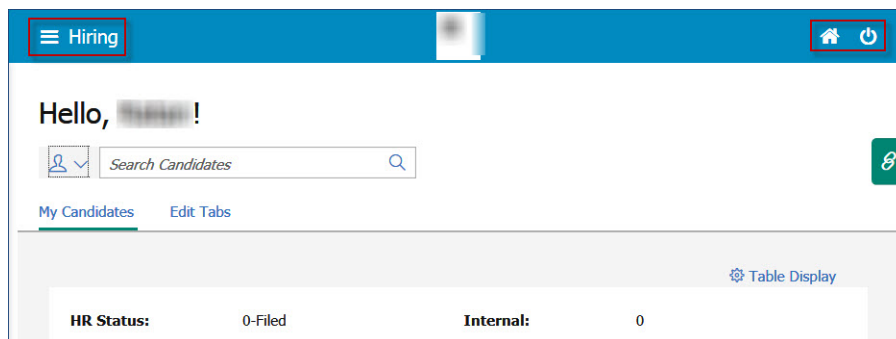 Hiring
Hello, !
Search Candidates
My Candidates Edit Tabs
Table Display
HR Status: 0-Filed Internal: 0